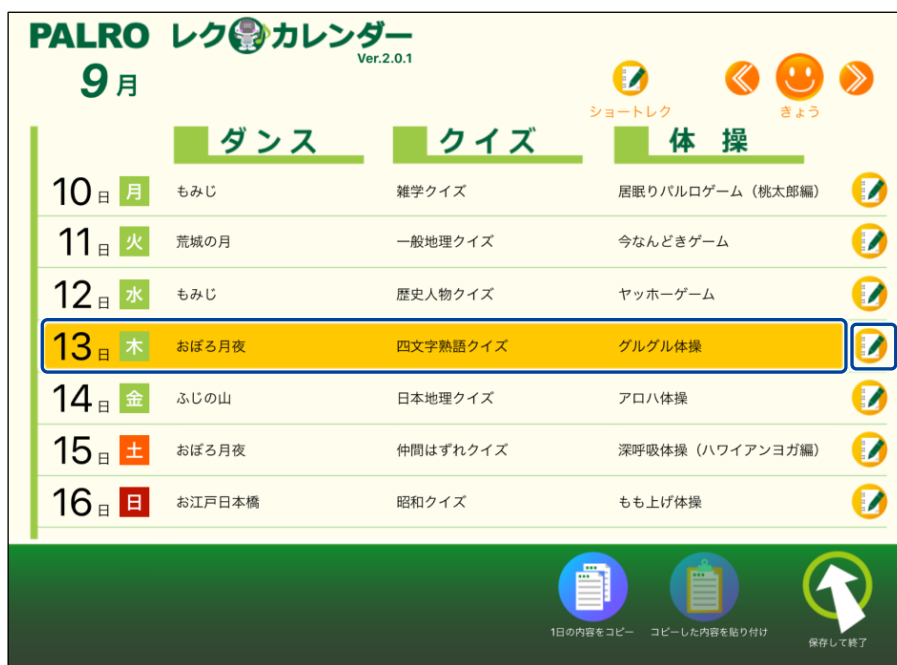 PALRO レクカレンダー
Ver.2.0.1
9月
ショートレク
きょう
ダンス クイズ 体操
10日 月 もみじ 雑学クイズ 居眠りパルロゲーム（桃太郎編）
11日 火 荒城の月 一般地理クイズ 今なんどきゲーム
12日 水 もみじ 歴史人物クイズ ヤッホーゲーム
13日 木 おぼろ月夜 四文字熟語クイズ グルグル体操
14日 金 ふじの山 日本地理クイズ アロハ体操
15日 土 おぼろ月夜 仲間はずれクイズ 深呼吸体操（ハワイアンヨガ編）
16日 日 お江戸日本橋 昭和クイズ もも上げ体操
1日の内容をコピー コピーした内容を貼り付け 保存して終了